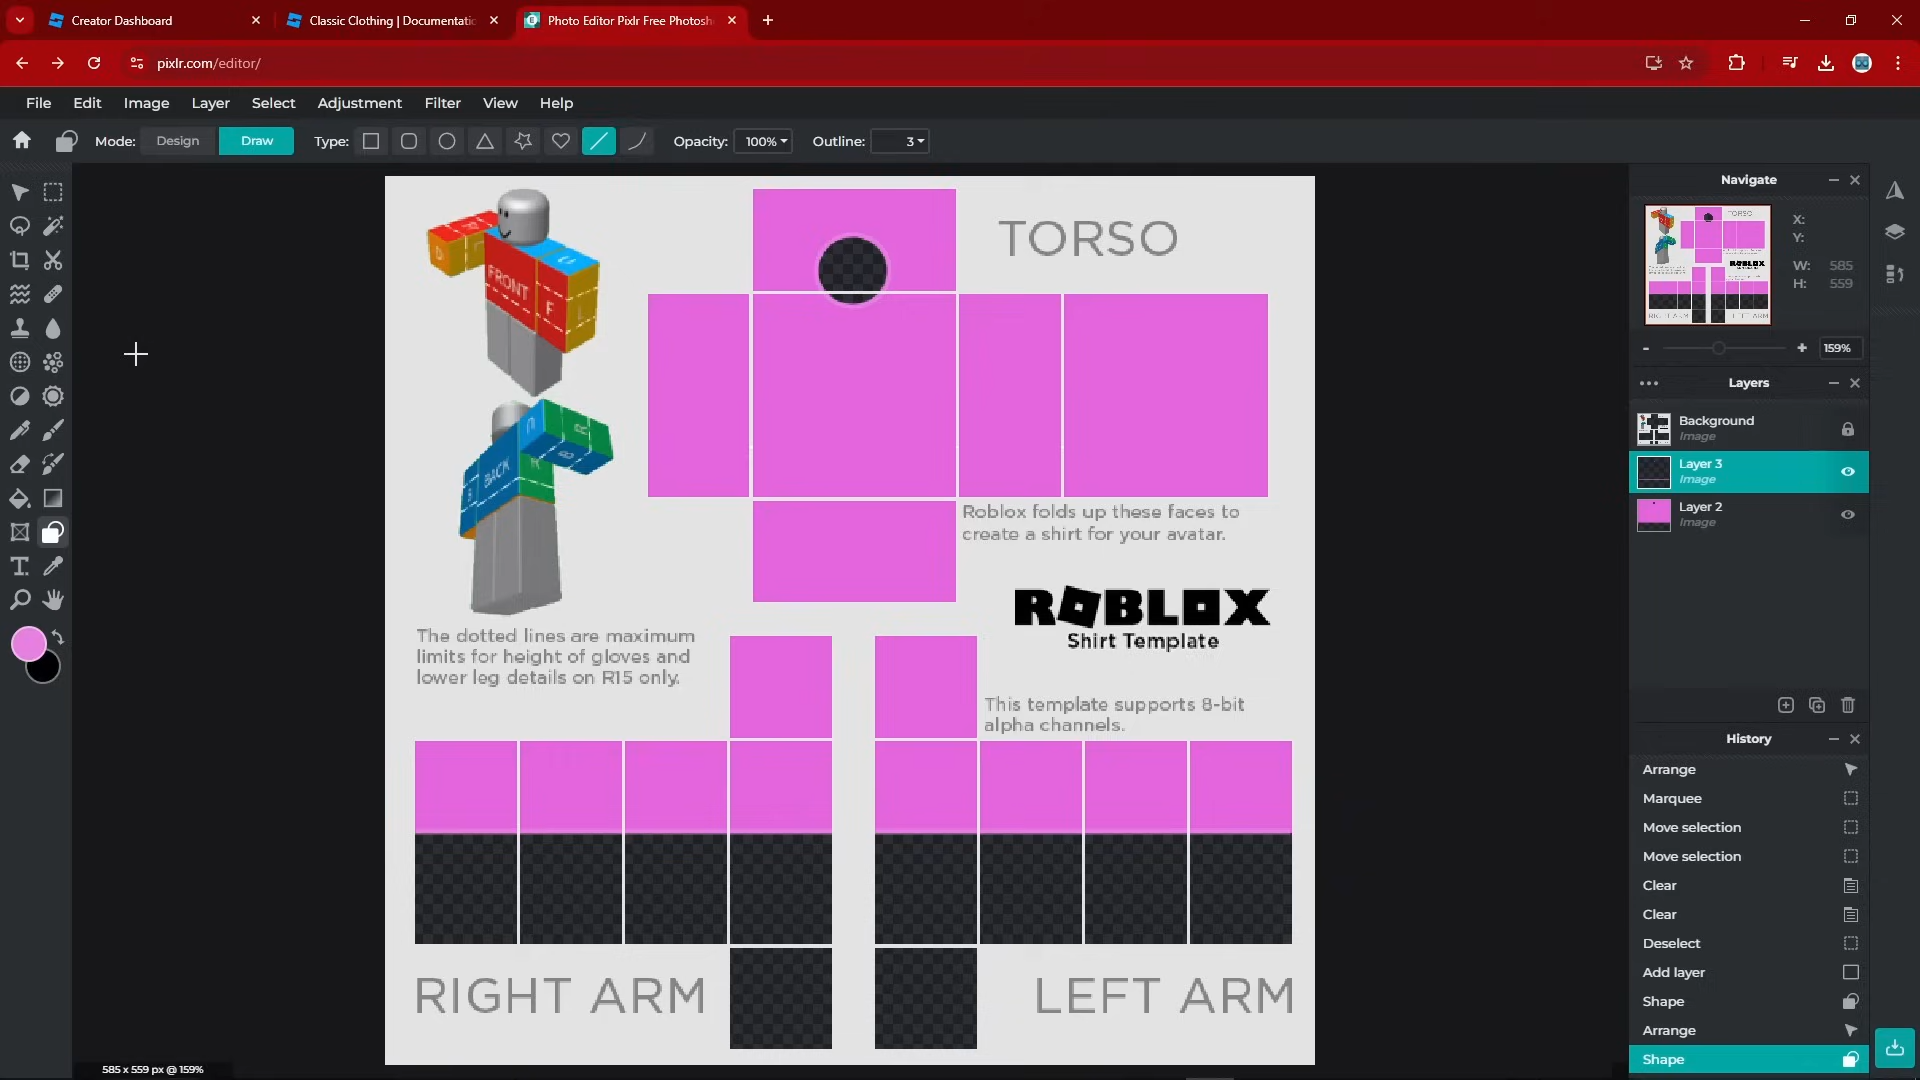 Creator Dashboard
Classic Clothing | Documentatio
Photo Editor Pixlr Free Photosh
pixlr.com/editor/
File Edit Image Layer Select Adjustment Filter View Help
Mode: Design Draw Type: Opacity: 100% Outline: 3
Navigate
X:
Y:
W: 585
H: 559
- + 159%
Layers
Background
Image
Layer 3
Image
Layer 2
Image
History
Arrange
Marquee
Move selection
Move selection
Clear
Clear
Deselect
Add layer
Shape
Arrange
Shape
TORSO
FRONT F
L
U
BACK
R
B
Roblox folds up these faces to
create a shirt for your avatar.
ROBLOX
Shirt Template
The dotted lines are maximum
limits for height of gloves and
lower leg details on R15 only.
This template supports 8-bit
alpha channels.
RIGHT ARM
LEFT ARM
585 x 559 px @ 159%